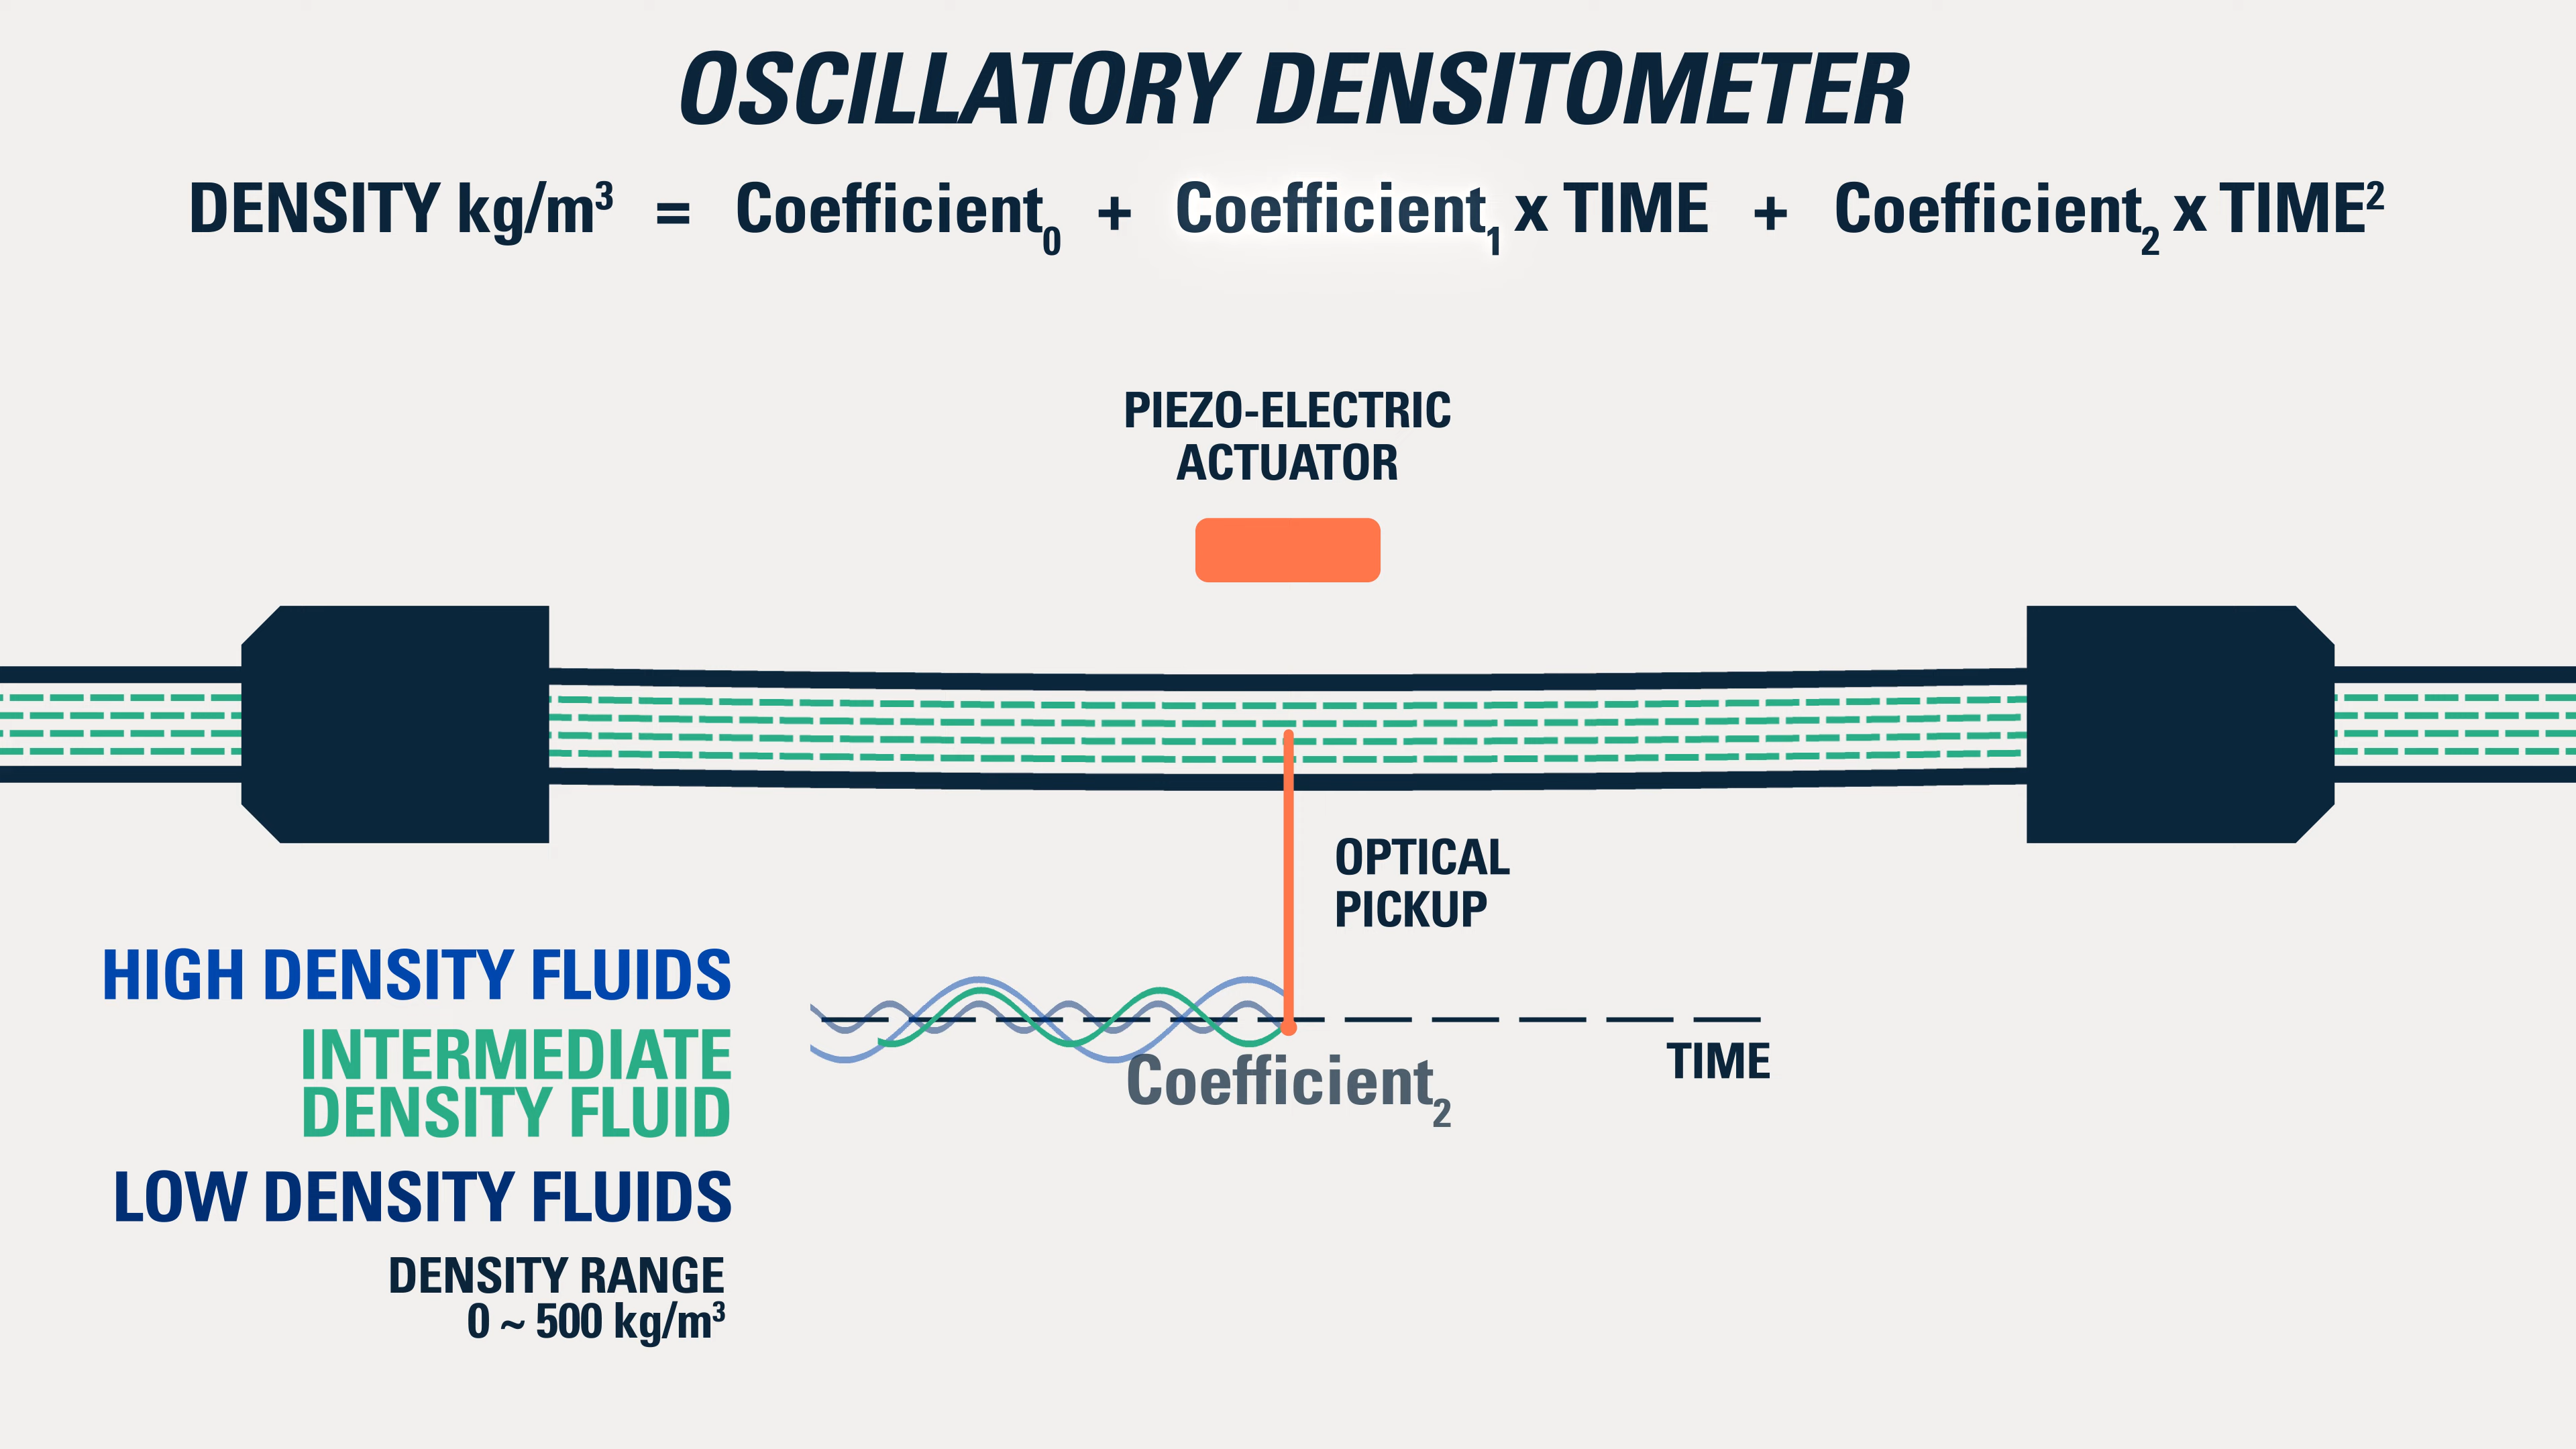 OSCILLATORY DENSITOMETER
DENSITY kg/m³ = Coefficient₀ + Coefficient₁ x TIME + Coefficient₂ x TIME²
PIEZO-ELECTRIC
ACTUATOR
OPTICAL
PICKUP
HIGH DENSITY FLUIDS
INTERMEDIATE
DENSITY FLUID
LOW DENSITY FLUIDS
DENSITY RANGE
0 ~ 500 kg/m³
Coefficient₂
TIME